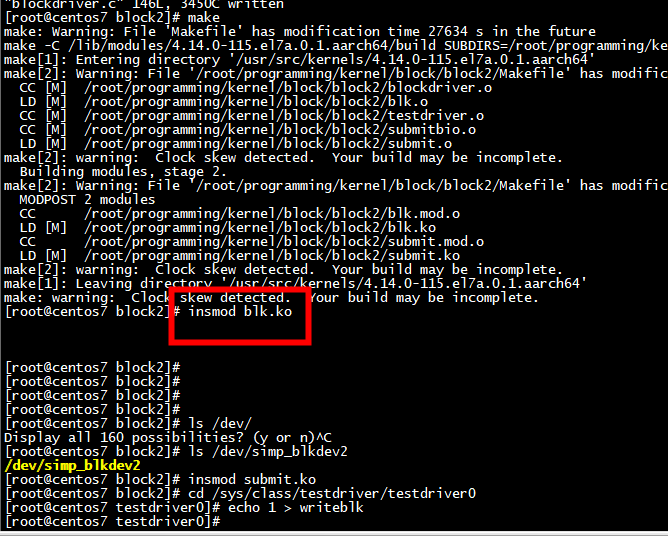 "blockdriver.c" 146L, 3450C written
[root@centos7 block2]# make
make: Warning: File 'Makefile' has modification time 27634 s in the future
make -C /lib/modules/4.14.0-115.el7a.0.1.aarch64/build SUBDIRS=/root/programming/ke
make[1]: Entering directory '/usr/src/kernels/4.14.0-115.el7a.0.1.aarch64'
make[2]: Warning: File '/root/programming/kernel/block/block2/Makefile' has modific
CC [M]  /root/programming/kernel/block/block2/blockdriver.o
LD [M]  /root/programming/kernel/block/block2/blk.o
CC [M]  /root/programming/kernel/block/block2/testdriver.o
CC [M]  /root/programming/kernel/block/block2/submitbio.o
LD [M]  /root/programming/kernel/block/block2/submit.o
make[2]: warning:  Clock skew detected.  Your build may be incomplete.
Building modules, stage 2.
make[2]: Warning: File '/root/programming/kernel/block/block2/Makefile' has modific
MODPOST 2 modules
CC      /root/programming/kernel/block/block2/blk.mod.o
LD [M]  /root/programming/kernel/block/block2/blk.ko
CC      /root/programming/kernel/block/block2/submit.mod.o
LD [M]  /root/programming/kernel/block/block2/submit.ko
make[2]: warning:  Clock skew detected.  Your build may be incomplete.
make[1]: Leaving directory '/usr/src/kernels/4.14.0-115.el7a.0.1.aarch64'
make: warning:  Clock skew detected.  Your build may be incomplete.
[root@centos7 block2]# insmod blk.ko
[root@centos7 block2]#
[root@centos7 block2]#
[root@centos7 block2]#
[root@centos7 block2]#
[root@centos7 block2]# ls /dev/
Display all 160 possibilities? (y or n)^C
[root@centos7 block2]# ls /dev/simp_blkdev2
/dev/simp_blkdev2
[root@centos7 block2]# insmod submit.ko
[root@centos7 block2]# cd /sys/class/testdriver/testdriver0
[root@centos7 testdriver0]# echo 1 > writeblk
[root@centos7 testdriver0]#